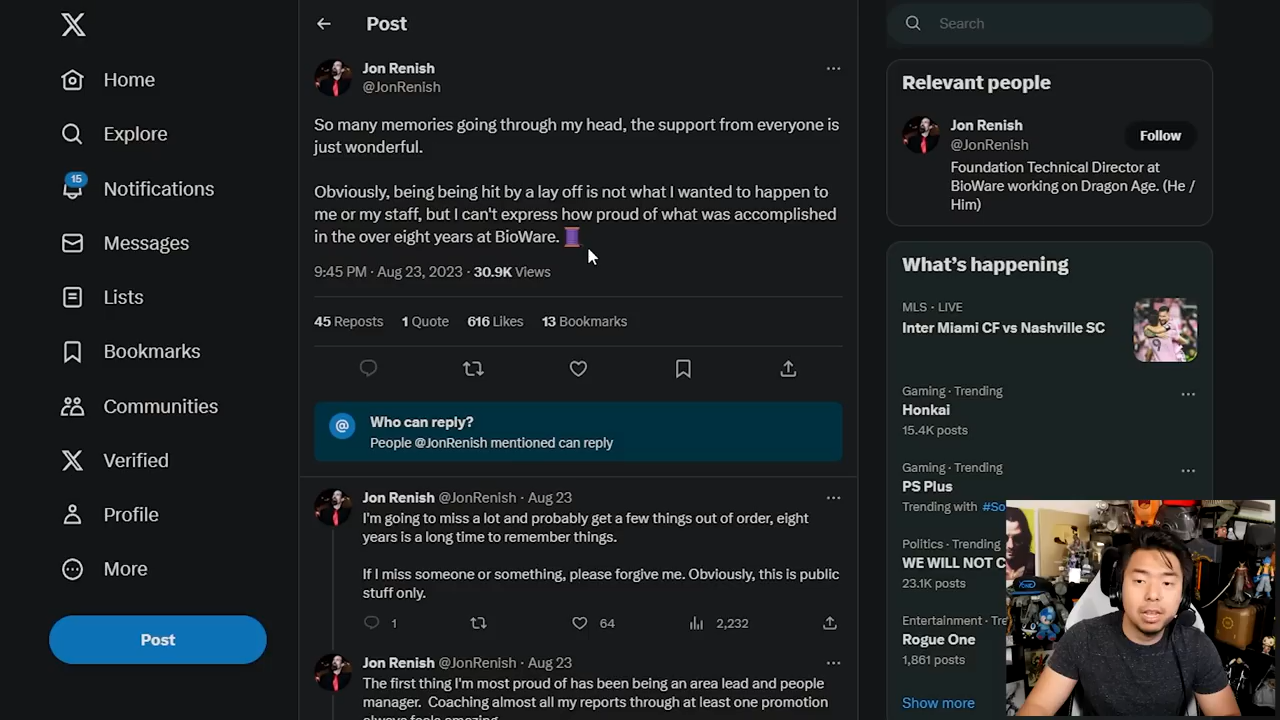 Home
Explore
15
Notifications
Messages
Lists
Bookmarks
Communities
Verified
Profile
More
Post
Post
Jon Renish
@JonRenish
So many memories going through my head, the support from everyone is
just wonderful.
Obviously, being being hit by a lay off is not what I wanted to happen to
me or my staff, but I can't express how proud of what was accomplished
in the over eight years at BioWare.
9:45 PM · Aug 23, 2023 · 30.9K Views
45 Reposts 1 Quote 616 Likes 13 Bookmarks
@
Who can reply?
People @JonRenish mentioned can reply
Jon Renish @JonRenish · Aug 23
I'm going to miss a lot and probably get a few things out of order, eight
years is a long time to remember things.
If I miss someone or something, please forgive me. Obviously, this is public
stuff only.
1 64 2,232
Jon Renish @JonRenish · Aug 23
The first thing I'm most proud of has been being an area lead and people
manager. Coaching almost all my reports through at least one promotion
always feels amazing
Search
Relevant people
Jon Renish
@JonRenish
Follow
Foundation Technical Director at
BioWare working on Dragon Age. (He /
Him)
What's happening
MLS · LIVE
Inter Miami CF vs Nashville SC
Gaming · Trending
Honkai
15.4K posts
Gaming · Trending
PS Plus
Trending with #So
Politics · Trending
WE WILL NOT C
23.1K posts
Entertainment · Tre
Rogue One
1,861 posts
Show more